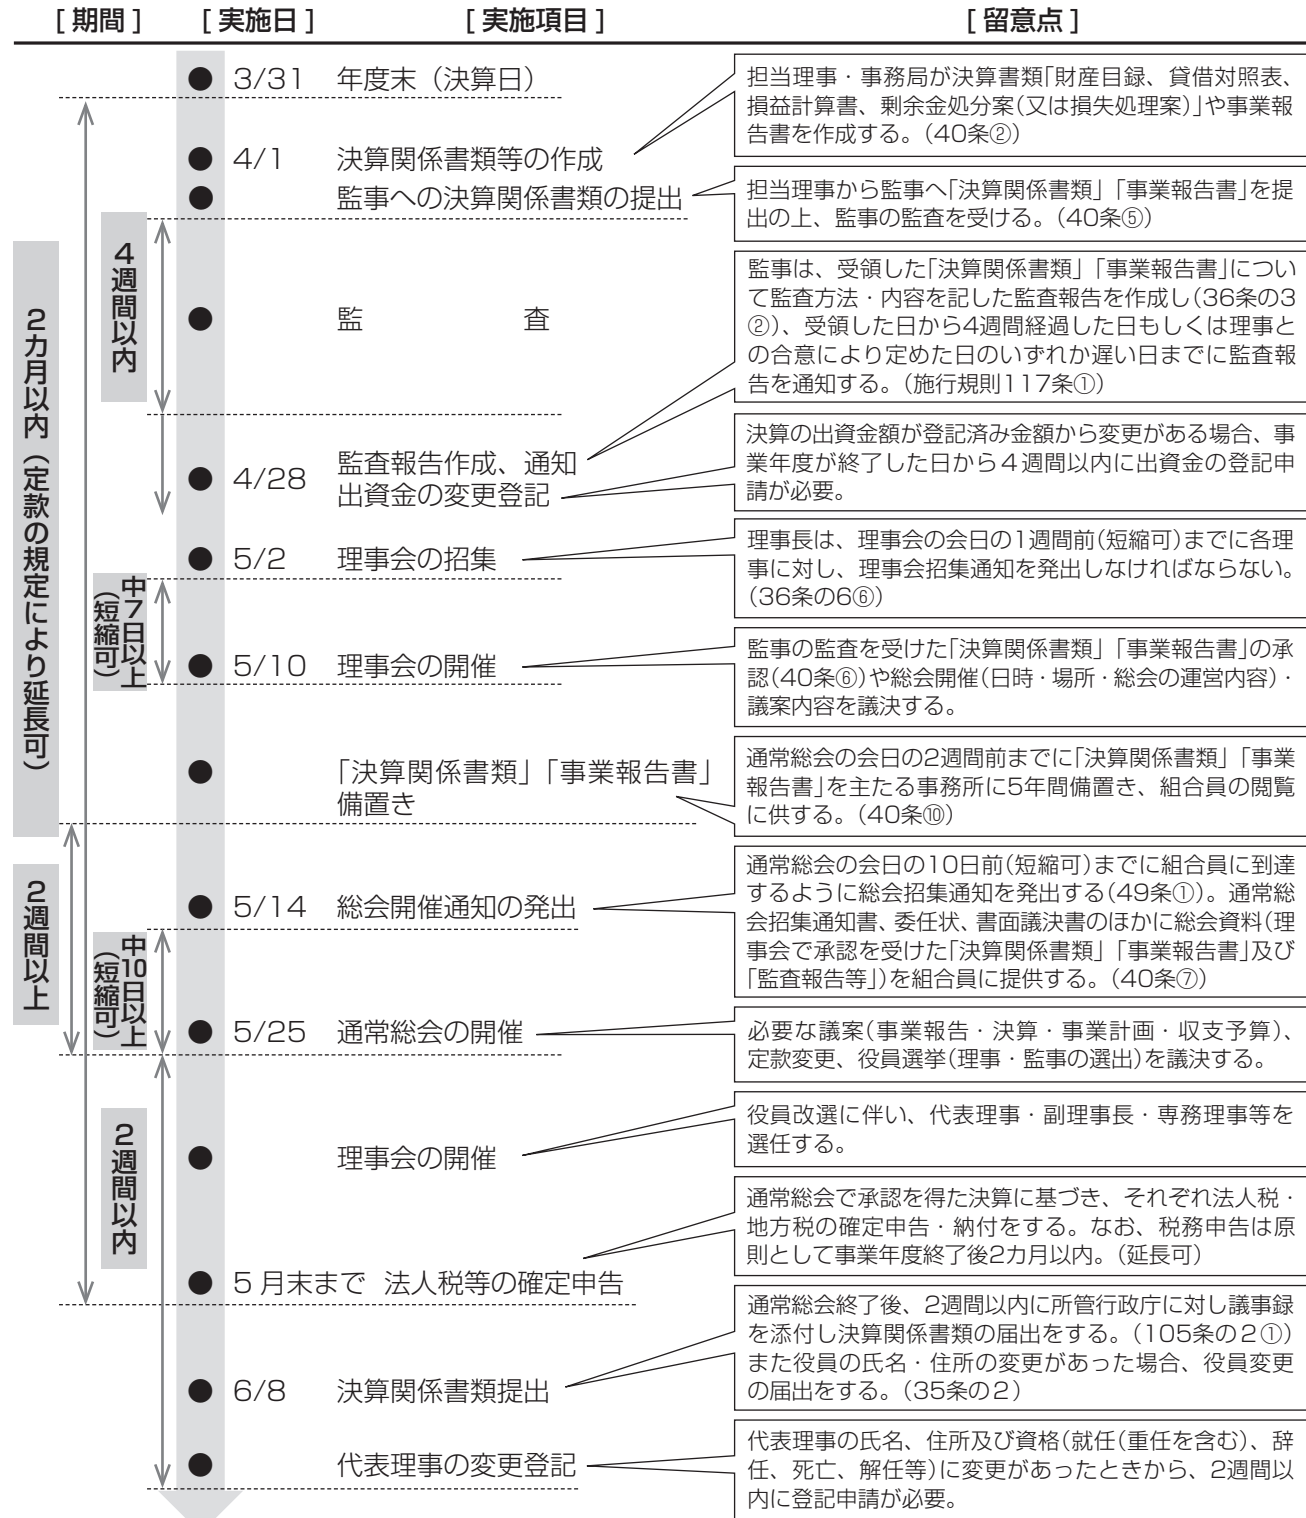 [ 期間 ]
[ 実施日 ]
[ 実施項目 ]
[ 留意点 ]
3/31 年度末（決算日）
担当理事・事務局が決算書類「財産目録、貸借対照表、
損益計算書、剰余金処分案(又は損失処理案)」や事業報
告書を作成する。（40条②）
4/1 決算関係書類等の作成
監事への決算関係書類の提出
担当理事から監事へ「決算関係書類」「事業報告書」を提
出の上、監事の監査を受ける。（40条⑤）
2カ月以内（定款の規定により延長可）
4週間以内
監 査
監事は、受領した「決算関係書類」「事業報告書」につい
て監査方法・内容を記した監査報告を作成し(36条の3
②)、受領した日から4週間経過した日もしくは理事と
の合意により定めた日のいずれか遅い日までに監査報
告を通知する。（施行規則117条①）
4/28 監査報告作成、通知
出資金の変更登記
決算の出資金額が登記済み金額から変更がある場合、事
業年度が終了した日から４週間以内に出資金の登記申
請が必要。
5/2 理事会の招集
理事長は、理事会の会日の1週間前(短縮可)までに各理
事に対し、理事会招集通知を発出しなければならない。
（36条の6⑥）
中7日以上
（短縮可）
5/10 理事会の開催
監事の監査を受けた「決算関係書類」「事業報告書」の承
認(40条⑥)や総会開催(日時・場所・総会の運営内容)・
議案内容を議決する。
「決算関係書類」「事業報告書」
備置き
通常総会の会日の2週間前までに「決算関係書類」「事業
報告書」を主たる事務所に5年間備置き、組合員の閲覧
に供する。（40条⑩）
2週間以上
5/14 総会開催通知の発出
通常総会の会日の10日前(短縮可)までに組合員に到達
するように総会招集通知を発出する(49条①)。通常総
会招集通知書、委任状、書面議決書のほかに総会資料(理
事会で承認を受けた「決算関係書類」「事業報告書」及び
「監査報告等」)を組合員に提供する。（40条⑦）
中10日以上
（短縮可）
5/25 通常総会の開催
必要な議案(事業報告・決算・事業計画・収支予算)、
定款変更、役員選挙(理事・監事の選出)を議決する。
2週間以内
理事会の開催
役員改選に伴い、代表理事・副理事長・専務理事等を
選任する。
5月末まで 法人税等の確定申告
通常総会で承認を得た決算に基づき、それぞれ法人税・
地方税の確定申告・納付をする。なお、税務申告は原
則として事業年度終了後2カ月以内。（延長可）
6/8 決算関係書類提出
通常総会終了後、2週間以内に所管行政庁に対し議事録
を添付し決算関係書類の届出をする。（105条の２①）
また役員の氏名・住所の変更があった場合、役員変更
の届出をする。（35条の２）
代表理事の変更登記
代表理事の氏名、住所及び資格(就任(重任を含む)、辞
任、死亡、解任等)に変更があったときから、2週間以
内に登記申請が必要。